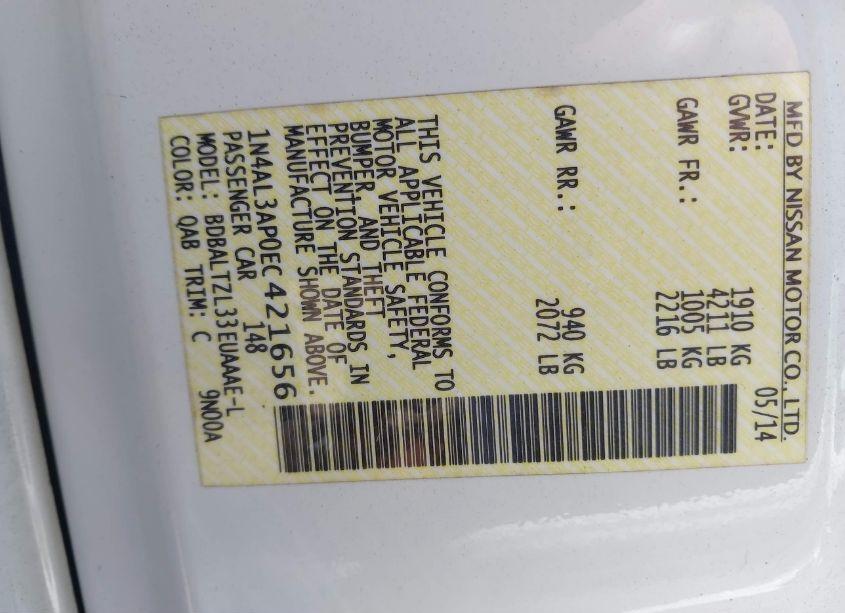 MFD BY NISSAN MOTOR CO., LTD.
DATE: 05/14
GVWR: 1910 KG
4211 LB
GAWR FR.: 1005 KG
2216 LB
GAWR RR.: 940 KG
2072 LB
THIS VEHICLE CONFORMS TO
ALL APPLICABLE FEDERAL
MOTOR VEHICLE SAFETY,
BUMPER, AND THEFT
PREVENTION STANDARDS IN
EFFECT ON THE DATE OF
MANUFACTURE SHOWN ABOVE.
1N4AL3AP0EC421656
PASSENGER CAR 148
MODEL: BDBALTZL33EUAAAE-L
COLOR: QAB TRIM: C 9N00A